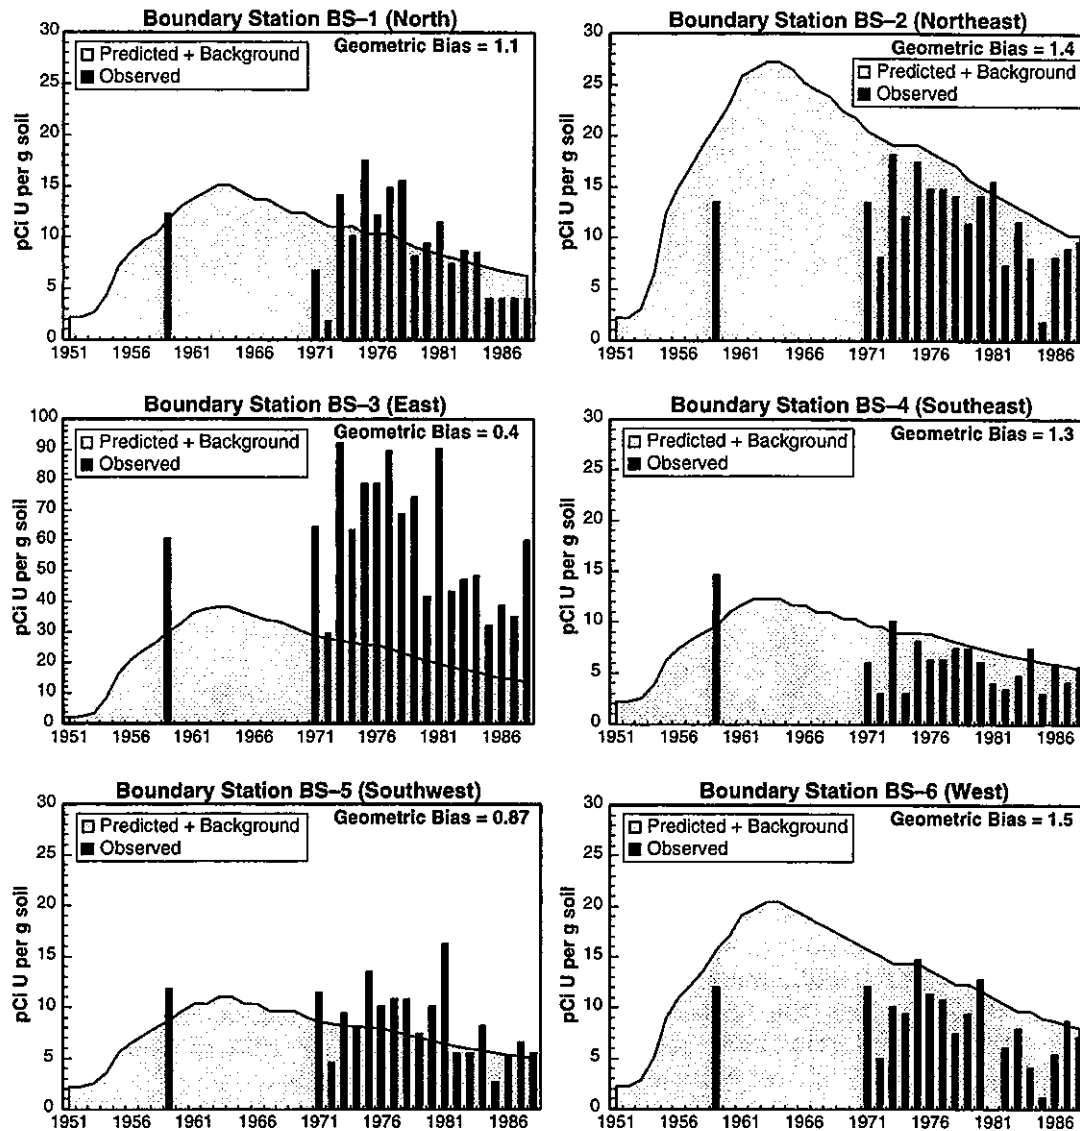 Boundary Station BS–1 (North)
Geometric Bias = 1.1
Predicted + Background
Observed
pCi U per g soil
30
25
20
15
10
5
0
1951 1956 1961 1966 1971 1976 1981 1986
Boundary Station BS–2 (Northeast)
Geometric Bias = 1.4
Predicted + Background
Observed
pCi U per g soil
30
25
20
15
10
5
0
1951 1956 1961 1966 1971 1976 1981 1986
Boundary Station BS–3 (East)
Geometric Bias = 0.4
Predicted + Background
Observed
pCi U per g soil
100
90
80
70
60
50
40
30
20
10
0
1951 1956 1961 1966 1971 1976 1981 1986
Boundary Station BS–4 (Southeast)
Geometric Bias = 1.3
Predicted + Background
Observed
pCi U per g soil
30
25
20
15
10
5
0
1951 1956 1961 1966 1971 1976 1981 1986
Boundary Station BS–5 (Southwest)
Geometric Bias = 0.87
Predicted + Background
Observed
pCi U per g soil
30
25
20
15
10
5
0
1951 1956 1961 1966 1971 1976 1981 1986
Boundary Station BS–6 (West)
Geometric Bias = 1.5
Predicted + Background
Observed
pCi U per g soil
30
25
20
15
10
5
0
1951 1956 1961 1966 1971 1976 1981 1986